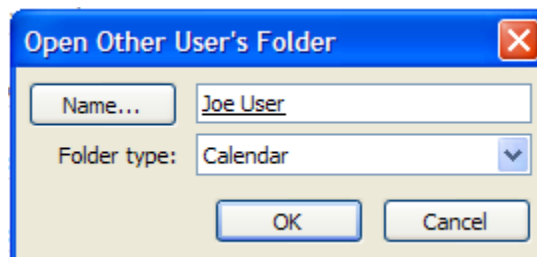 Open Other User's Folder
Name... Joe User
Folder type: Calendar
OK Cancel